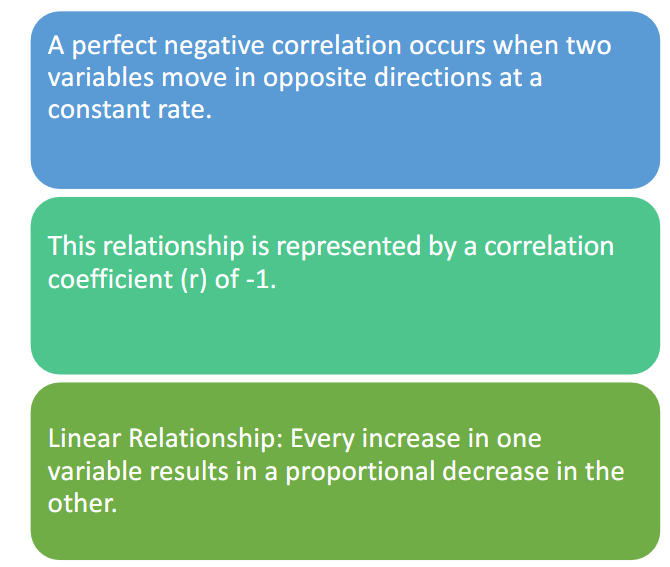 A perfect negative correlation occurs when two
variables move in opposite directions at a
constant rate.
This relationship is represented by a correlation
coefficient (r) of -1.
Linear Relationship: Every increase in one
variable results in a proportional decrease in the
other.